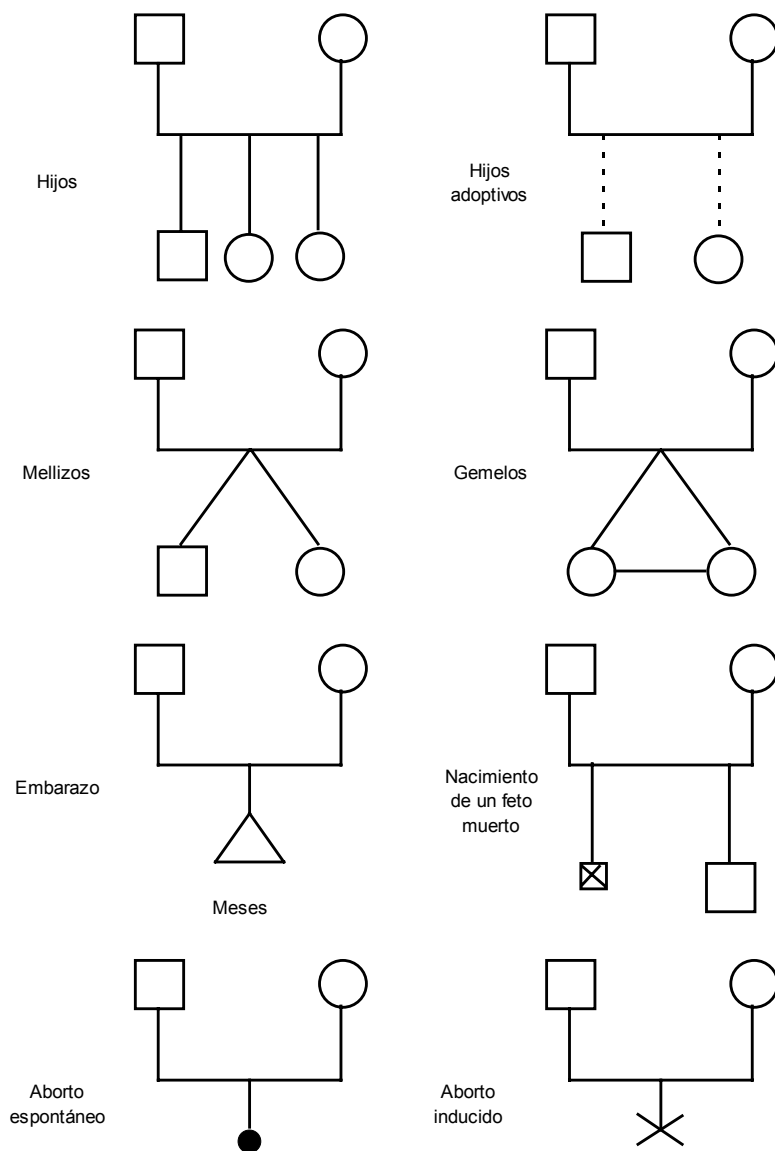 Hijos
Hijos
adoptivos
Mellizos
Gemelos
Embarazo
Meses
Nacimiento
de un feto
muerto
Aborto
espontáneo
Aborto
inducido